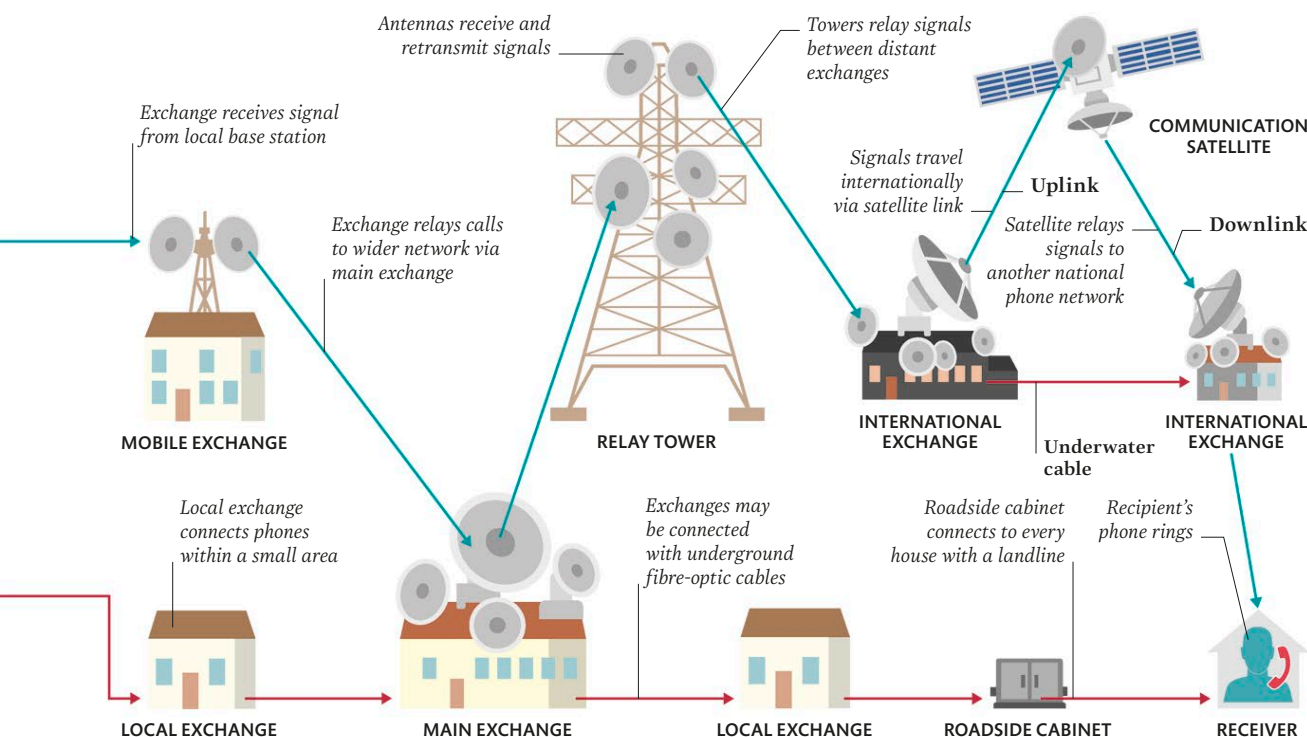 Antennas receive and
retransmit signals
Towers relay signals
between distant
exchanges
Exchange receives signal
from local base station
COMMUNICATION
SATELLITE
Signals travel
internationally
via satellite link
Uplink
Exchange relays calls
to wider network via
main exchange
Satellite relays
signals to
another national
phone network
Downlink
MOBILE EXCHANGE
RELAY TOWER
INTERNATIONAL
EXCHANGE
INTERNATIONAL
EXCHANGE
Underwater
cable
Local exchange
connects phones
within a small area
Exchanges may
be connected
with underground
fibre-optic cables
Roadside cabinet
connects to every
house with a landline
Recipient's
phone rings
LOCAL EXCHANGE
MAIN EXCHANGE
LOCAL EXCHANGE
ROADSIDE CABINET
RECEIVER